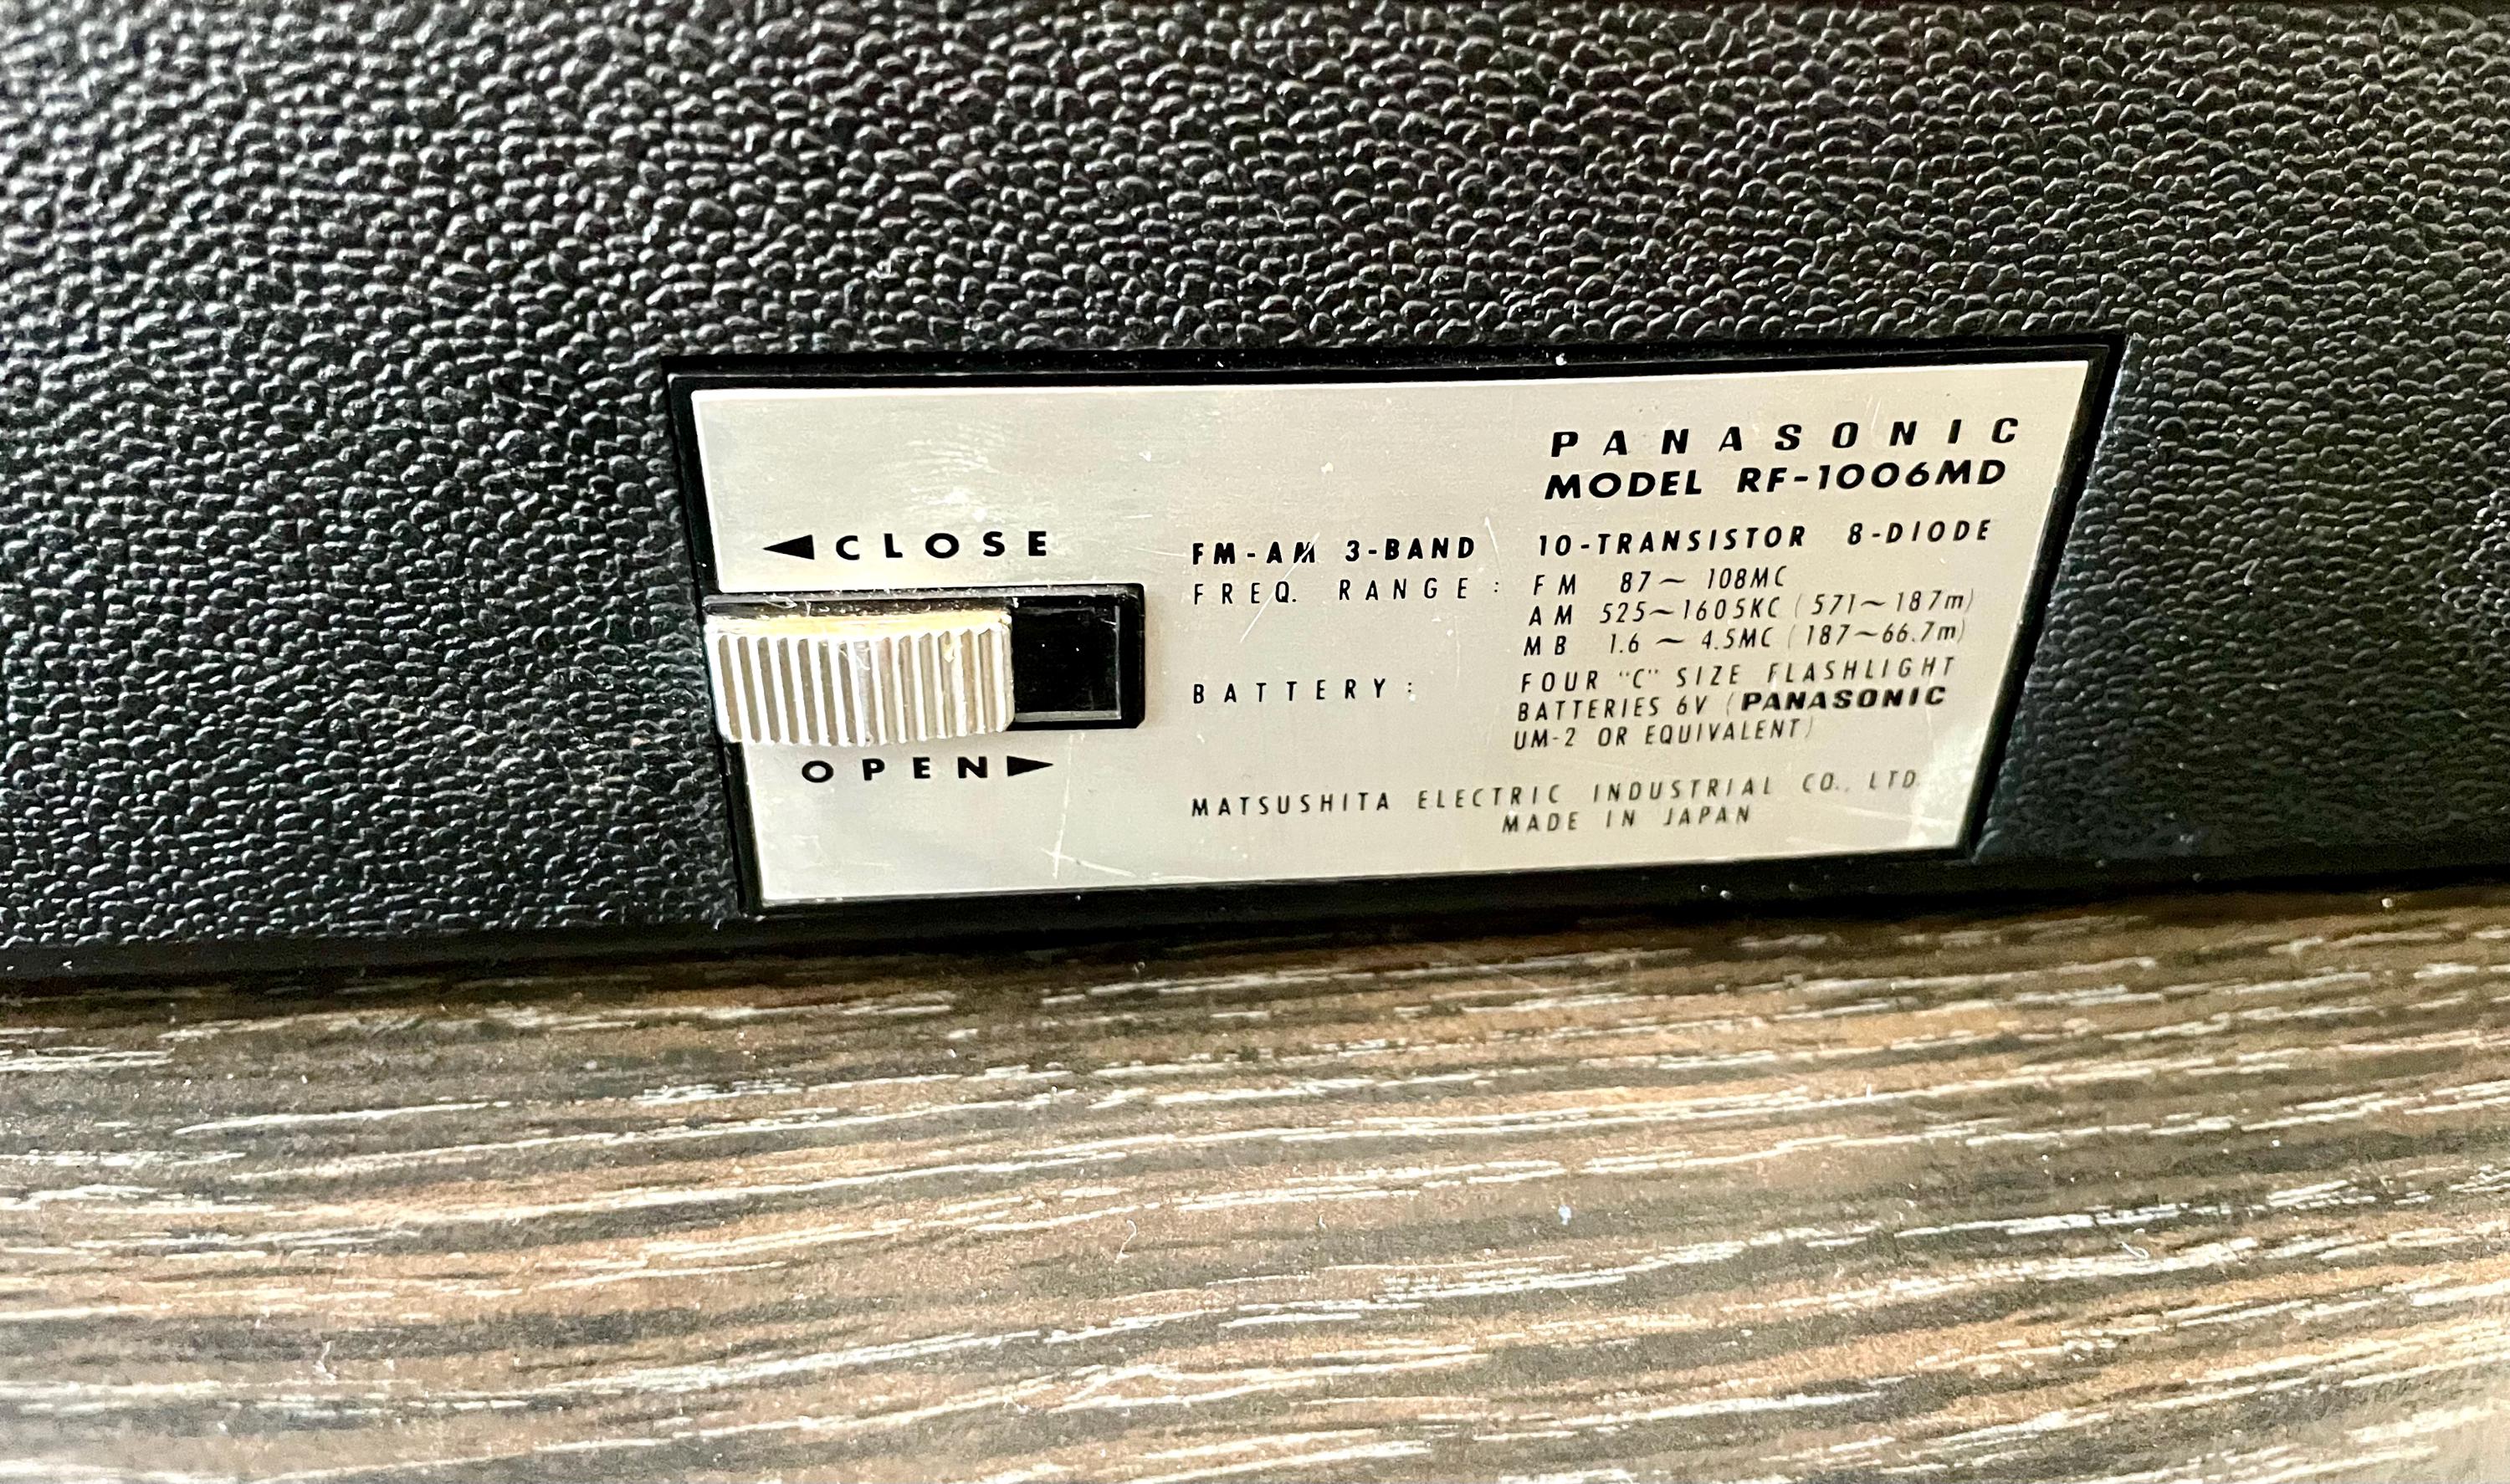 ◀CLOSE
OPEN▶
PANASONIC
MODEL RF-1006MD
FM-AM 3-BAND 10-TRANSISTOR 8-DIODE
FREQ. RANGE: FM 87~108MC
AM 525~1605KC (571~187m)
MB 1.6~4.5MC (187~66.7m)
BATTERY: FOUR "C" SIZE FLASHLIGHT
BATTERIES 6V (PANASONIC
UM-2 OR EQUIVALENT)
MATSUSHITA ELECTRIC INDUSTRIAL CO., LTD.
MADE IN JAPAN